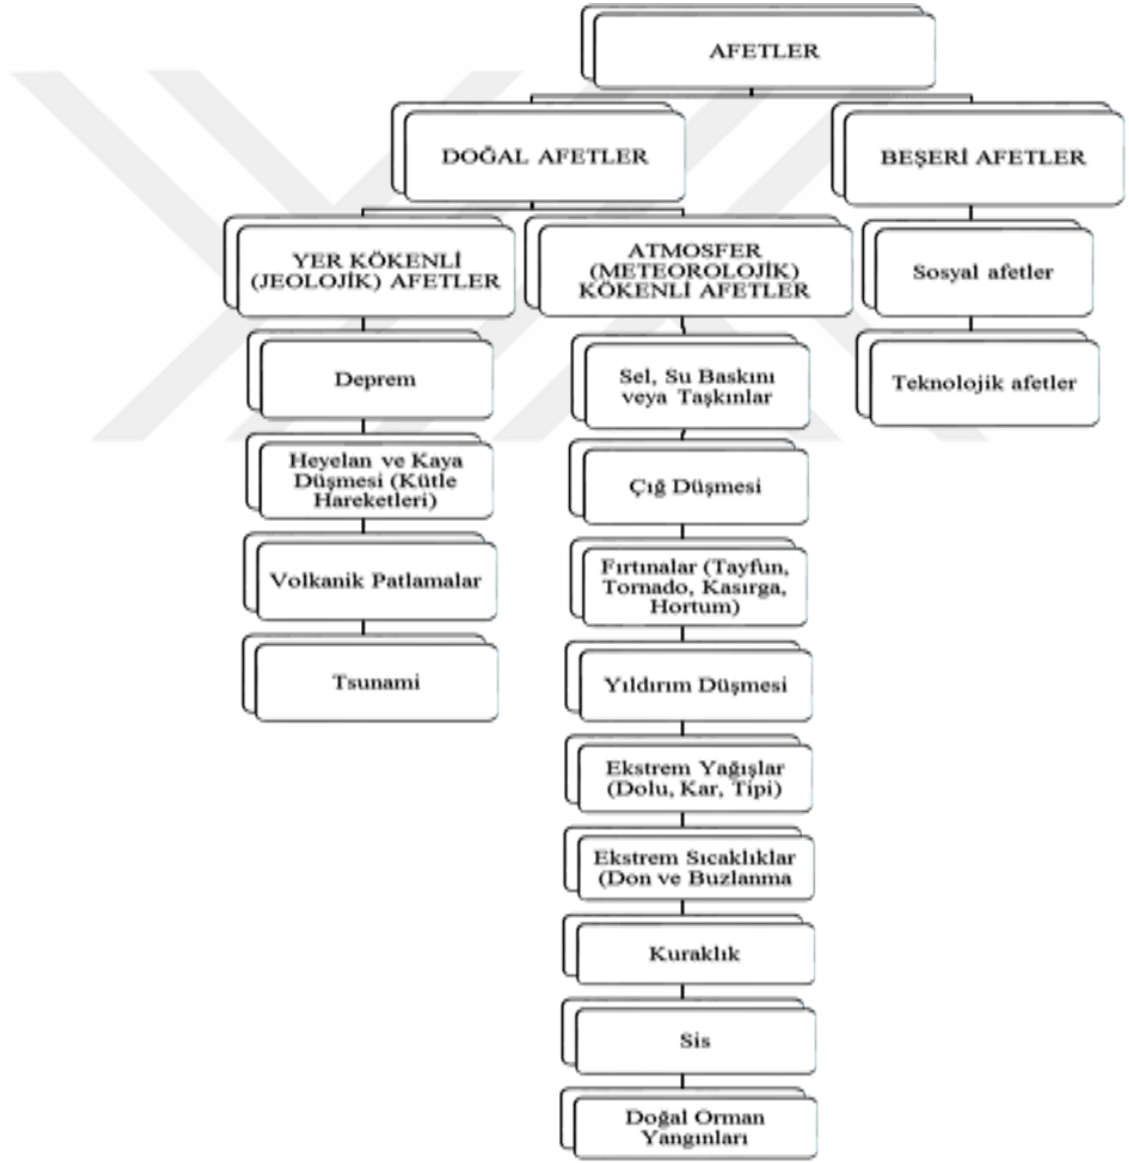 AFETLER
DOĞAL AFETLER
BEŞERİ AFETLER
YER KÖKENLİ
(JEOLOJİK) AFETLER
ATMOSFER
(METEOROLOJİK)
KÖKENLİ AFETLER
Sosyal afetler
Deprem
Sel, Su Baskını
veya Taşkınlar
Teknolojik afetler
Heyelan ve Kaya
Düşmesi (Kütle
Hareketleri)
Çığ Düşmesi
Volkanik Patlamalar
Fırtınalar (Tayfun,
Tornado, Kasırga,
Hortum)
Tsunami
Yıldırım Düşmesi
Ekstrem Yağışlar
(Dolu, Kar, Tipi)
Ekstrem Sıcaklıklar
(Don ve Buzlanma
Kuraklık
Sis
Doğal Orman
Yangınları